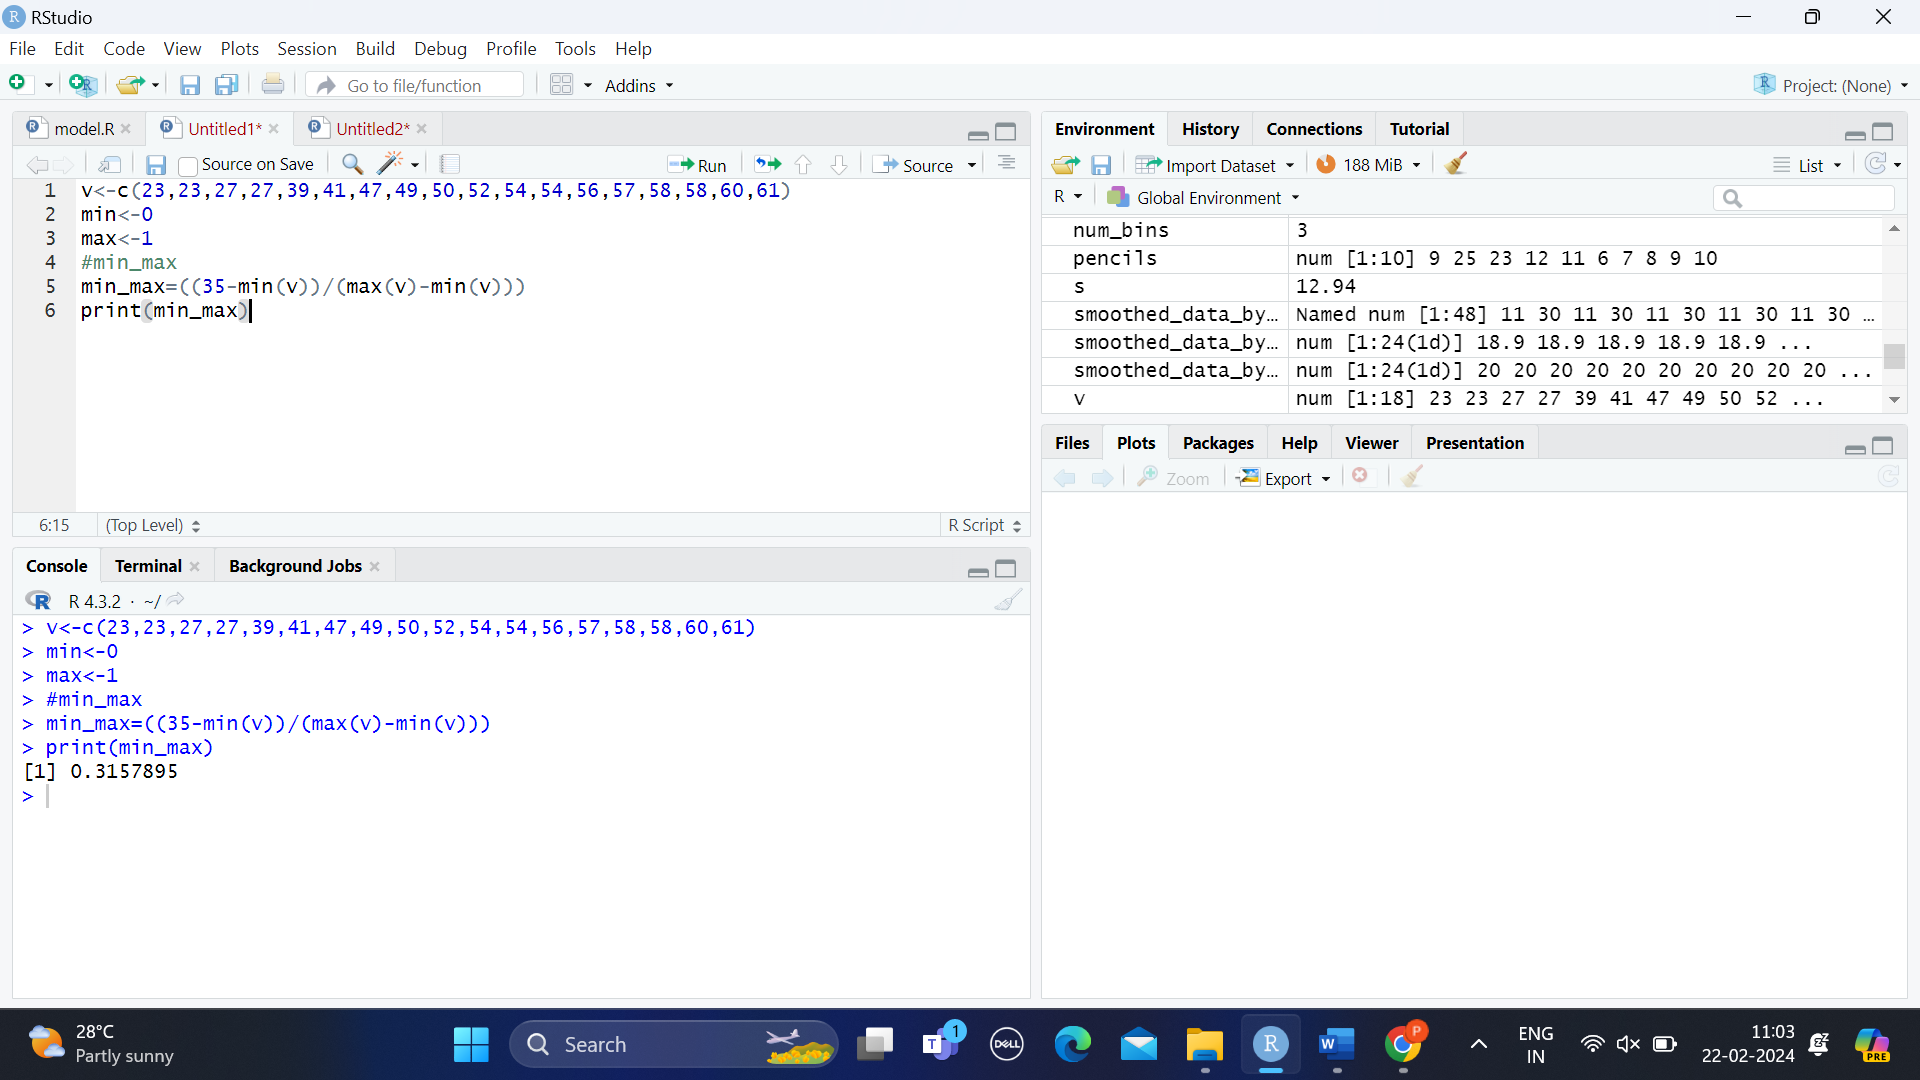 RStudio
File Edit Code View Plots Session Build Debug Profile Tools Help
Go to file/function Addins Project: (None)
model.R Untitled1* Untitled2*
Source on Save Run Source
1 v<-c(23,23,27,27,39,41,47,49,50,52,54,54,56,57,58,58,60,61)
2 min<-0
3 max<-1
4 #min_max
5 min_max=((35-min(v))/(max(v)-min(v)))
6 print(min_max)
6:15 (Top Level) R Script
Console Terminal Background Jobs
R 4.3.2 · ~/
> v<-c(23,23,27,27,39,41,47,49,50,52,54,54,56,57,58,58,60,61)
> min<-0
> max<-1
> #min_max
> min_max=((35-min(v))/(max(v)-min(v)))
> print(min_max)
[1] 0.3157895
>
Environment History Connections Tutorial
Import Dataset 188 MiB List
R Global Environment
num_bins 3
pencils num [1:10] 9 25 23 12 11 6 7 8 9 10
s 12.94
smoothed_data_by… Named num [1:48] 11 30 11 30 11 30 11 30 11 30 …
smoothed_data_by… num [1:24(1d)] 18.9 18.9 18.9 18.9 18.9 ...
smoothed_data_by… num [1:24(1d)] 20 20 20 20 20 20 20 20 20 20 ...
v num [1:18] 23 23 27 27 39 41 47 49 50 52 ...
Files Plots Packages Help Viewer Presentation
Zoom Export
28°C
Partly sunny
Search
T 1
DELL
R
W
P
ENG
IN
11:03
22-02-2024
PRE